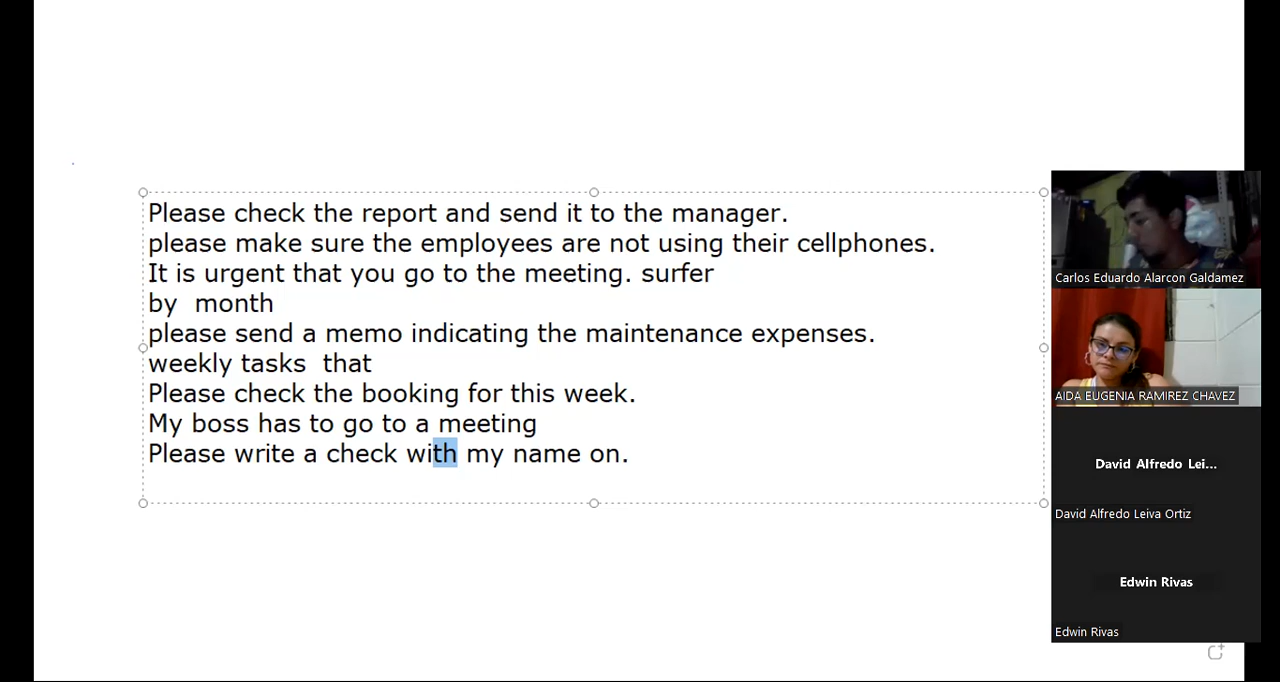 Please check the report and send it to the manager.
please make sure the employees are not using their cellphones.
It is urgent that you go to the meeting. surfer
by  month
please send a memo indicating the maintenance expenses.
weekly tasks  that
Please check the booking for this week.
My boss has to go to a meeting
Please write a check with my name on.
Carlos Eduardo Alarcon Galdamez
AIDA EUGENIA RAMIREZ CHAVEZ
David Alfredo Lei...
David Alfredo Leiva Ortiz
Edwin Rivas
Edwin Rivas